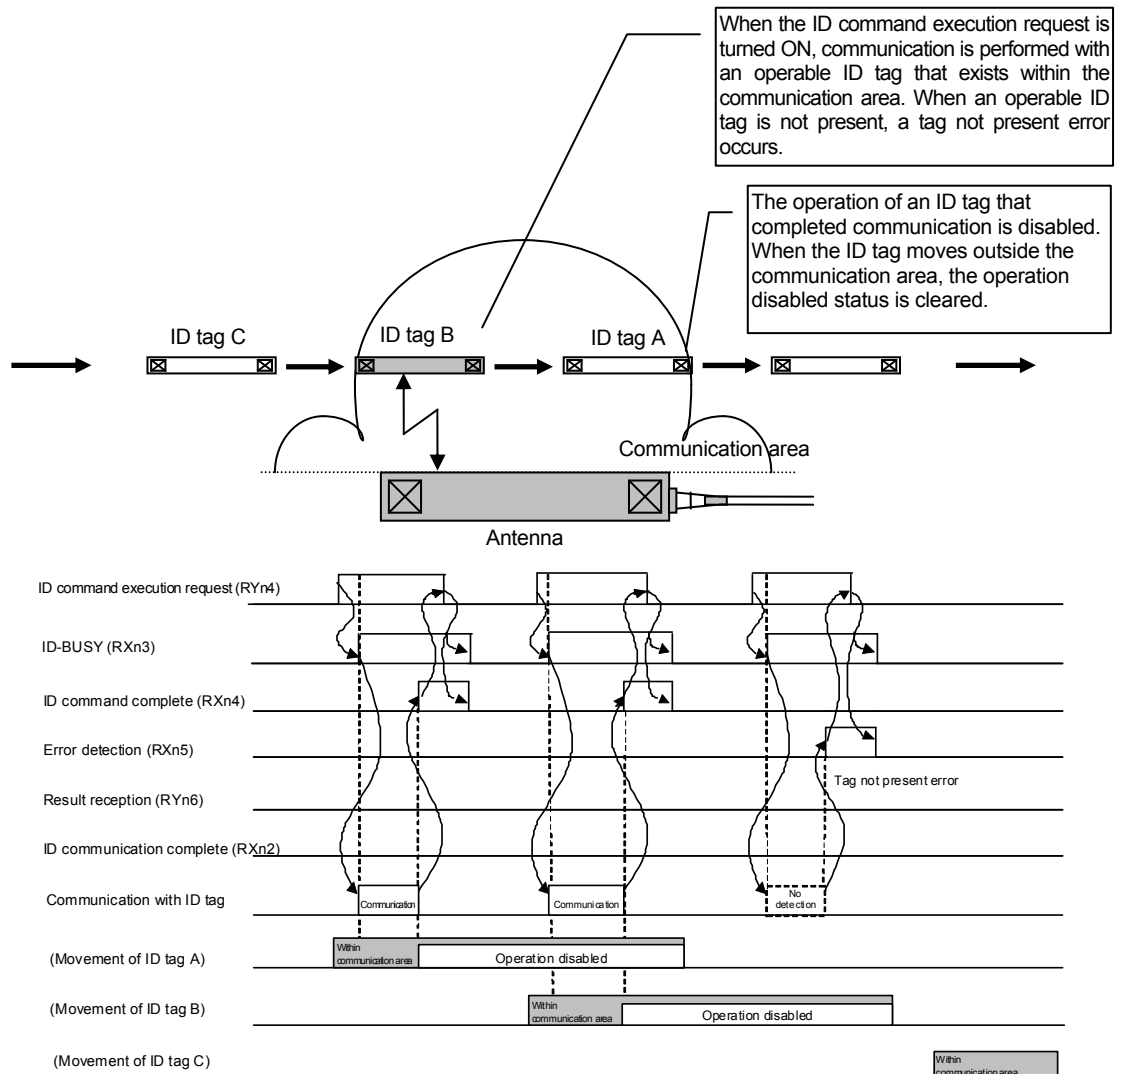 When the ID command execution request is
turned ON, communication is performed with
an operable ID tag that exists within the
communication area. When an operable ID
tag is not present, a tag not present error
occurs.
The operation of an ID tag that
completed communication is disabled.
When the ID tag moves outside the
communication area, the operation
disabled status is cleared.
ID tag C
ID tag B
ID tag A
Communication area
Antenna
ID command execution request (RYn4)
ID-BUSY (RXn3)
ID command complete (RXn4)
Error detection (RXn5)
Tag not present error
Result reception (RYn6)
ID communication complete (RXn2)
Communication with ID tag
Communication
Communication
No
detection
(Movement of ID tag A)
Within
communication area
Operation disabled
(Movement of ID tag B)
Within
communication area
Operation disabled
(Movement of ID tag C)
Within
communication area